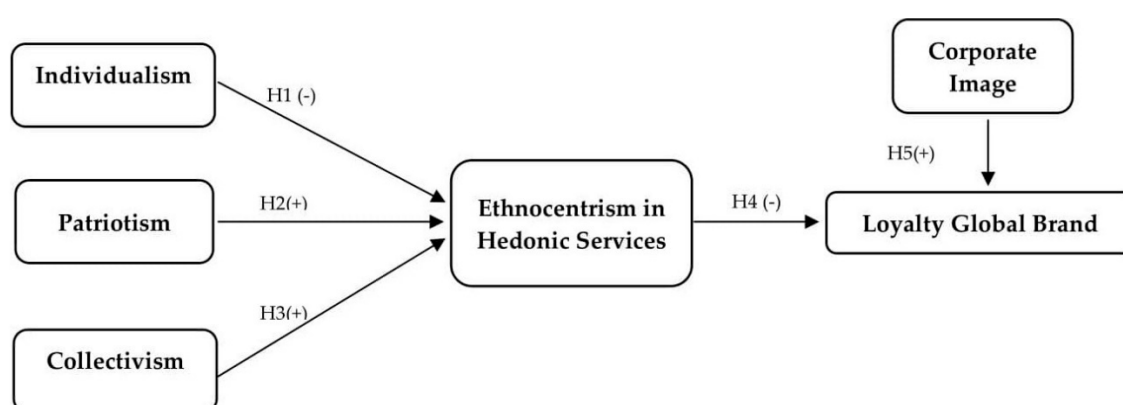 Individualism
H1 (-)
Corporate
Image
H5(+)
Patriotism
H2(+)
Ethnocentrism in
Hedonic Services
H4 (-)
Loyalty Global Brand
H3(+)
Collectivism